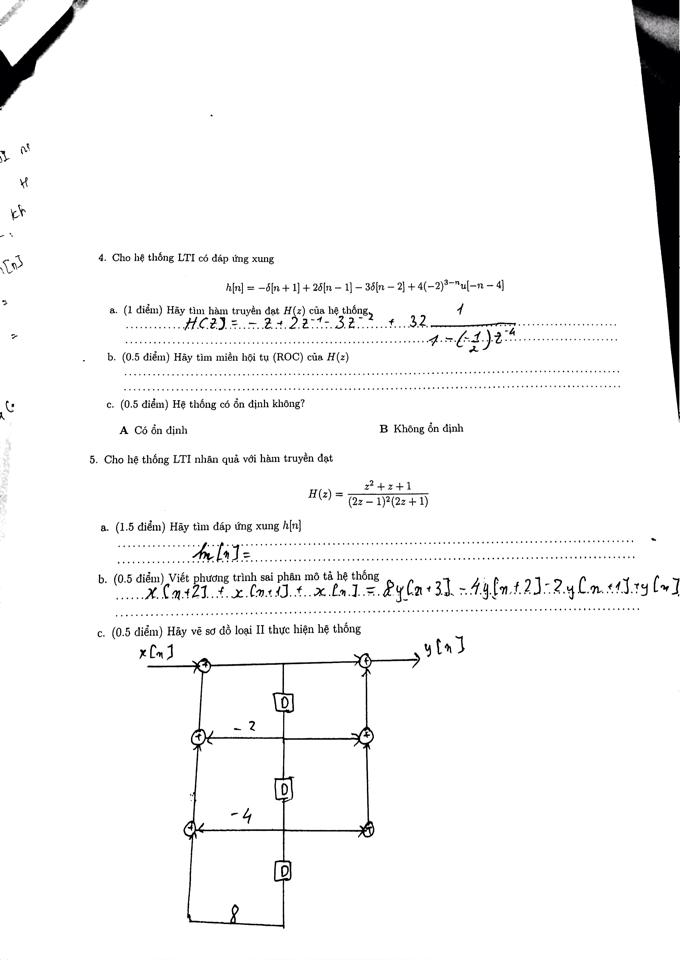 JI n
H
kh
[n]
4. Cho hệ thống LTI có đáp ứng xung
h[n] = −δ[n + 1] + 2δ[n − 1] − 3δ[n − 2] + 4(−2)^{3−n}u[−n − 4]
a. (1 điểm) Hãy tìm hàm truyền đạt H(z) của hệ thống
H(Z) = - Z + 2Z^{-1} - 3Z^{-2} + 32 \frac{1}{1 - (-\frac{1}{2})Z^{-4}}
b. (0.5 điểm) Hãy tìm miền hội tụ (ROC) của H(z)
c. (0.5 điểm) Hệ thống có ổn định không?
A Có ổn định B Không ổn định
5. Cho hệ thống LTI nhân quả với hàm truyền đạt
H(z) = \frac{z^2 + z + 1}{(2z − 1)^2(2z + 1)}
a. (1.5 điểm) Hãy tìm đáp ứng xung h[n]
h[n] =
b. (0.5 điểm) Viết phương trình sai phân mô tả hệ thống
x[n+2] + x[n+1] + x[n] = 8y[n+3] - 4y[n+2] - 2y[n+1] + y[n]
c. (0.5 điểm) Hãy vẽ sơ đồ loại II thực hiện hệ thống
x[n] y[n]
+ +
D
+ -2 +
D
+ -4 +
D
8